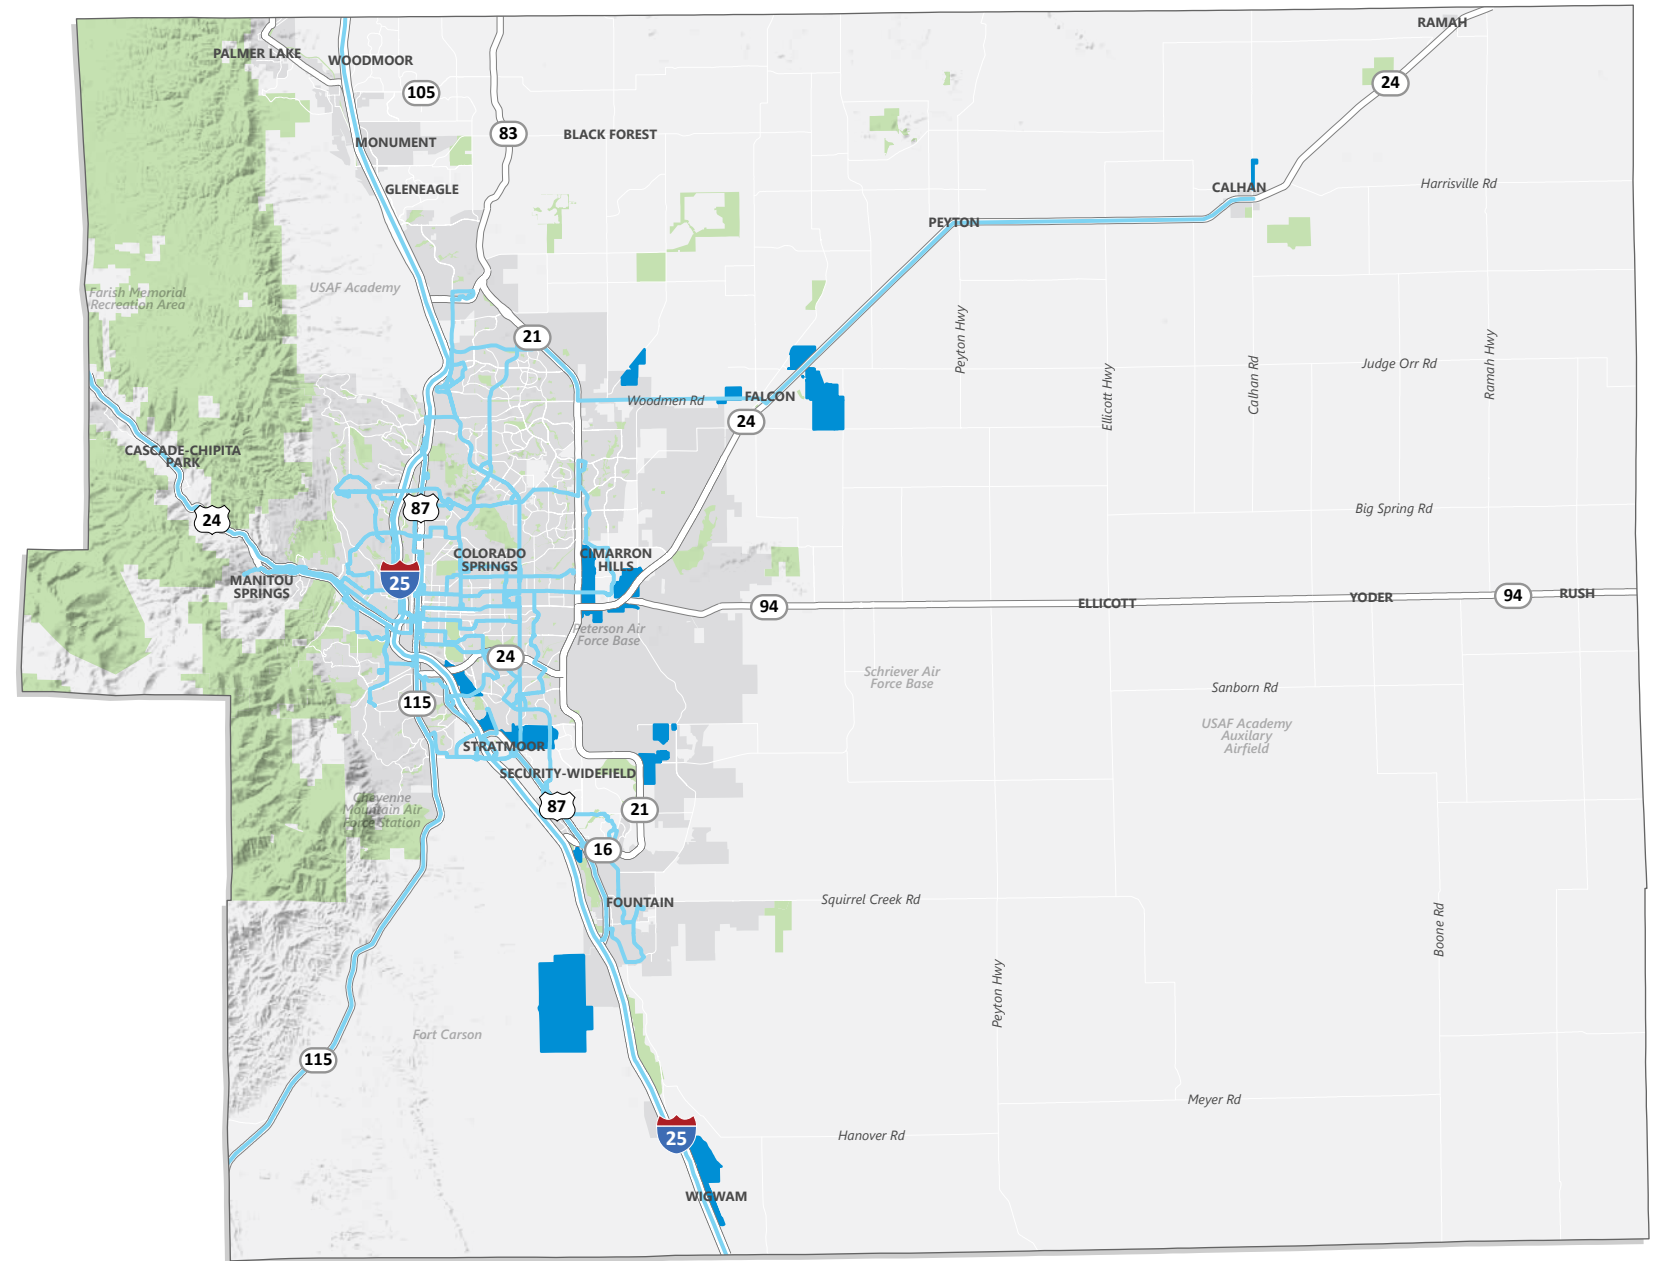 RAMAH
PALMER LAKE
WOODMOOR
24
105
83
BLACK FOREST
MONUMENT
GLENEAGLE
CALHAN
Harrisville Rd
PEYTON
USAF Academy
Farish Memorial
Recreation Area
21
Peyton Hwy
Ellicott Hwy
Calhan Rd
Judge Orr Rd
Ramah Hwy
Woodmen Rd
FALCON
24
CASCADE-CHIPITA
PARK
87
24
Big Spring Rd
COLORADO
SPRINGS
CIMARRON
HILLS
25
MANITOU
SPRINGS
94
ELLICOTT
YODER
94
RUSH
Peterson Air
Force Base
24
Schriever Air
Force Base
Sanborn Rd
115
USAF Academy
Auxilary
Airfield
STRATMOOR
SECURITY-WIDEFIELD
Cheyenne
Mountain Air
Force Station
87
21
16
FOUNTAIN
Squirrel Creek Rd
Boone Rd
Peyton Hwy
Fort Carson
115
Meyer Rd
25
Hanover Rd
WIGWAM